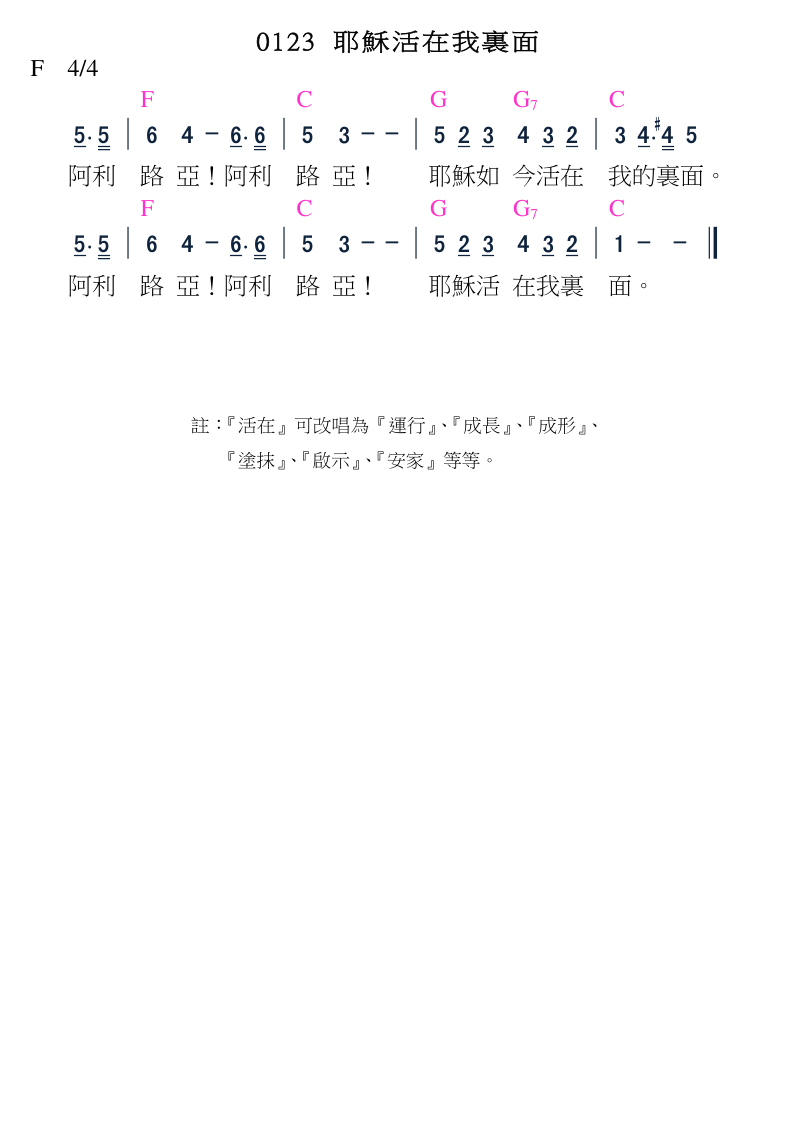 0123 耶穌活在我裏面
F 4/4
F C G G7 C
5. 5 | 6 4 - 6. 6 | 5 3 - - | 5 2 3 4 3 2 | 3 4. #4 5
阿利 路 亞！阿利 路 亞！ 耶穌如 今活在 我的裏面。
F C G G7 C
5. 5 | 6 4 - 6. 6 | 5 3 - - | 5 2 3 4 3 2 | 1 - - ‖
阿利 路 亞！阿利 路 亞！ 耶穌活 在我裏 面。
註：『活在』可改唱為『運行』、『成長』、『成形』、
『塗抹』、『啟示』、『安家』等等。